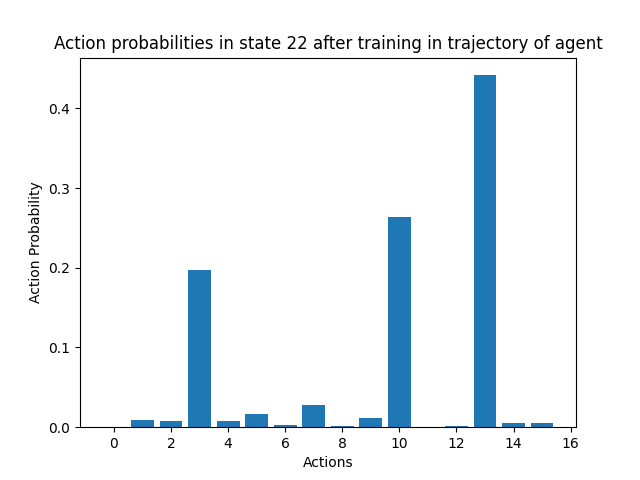 Action probabilities in state 22 after training in trajectory of agent
Action Probability
0.4
0.3
0.2
0.1
0.0
0 2 4 6 8 10 12 14 16
Actions